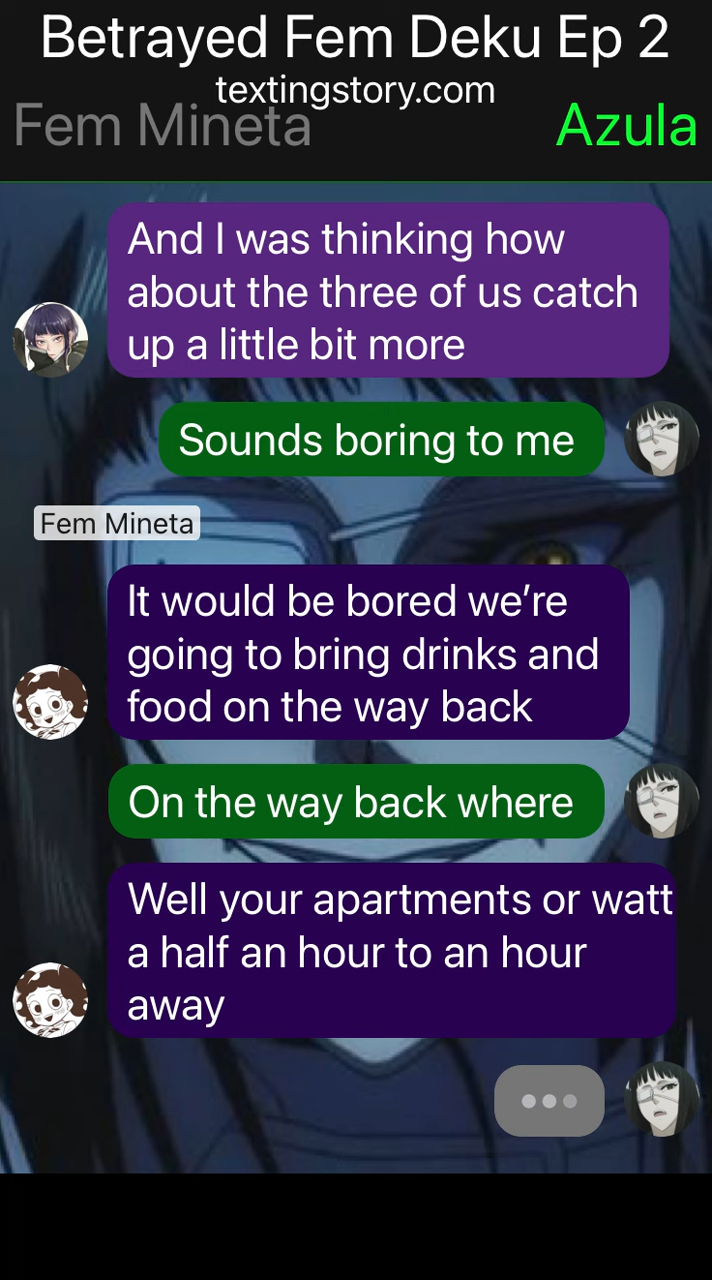 Betrayed Fem Deku Ep 2
textingstory.com
Fem Mineta
Azula
And I was thinking how
about the three of us catch
up a little bit more
Sounds boring to me
Fem Mineta
It would be bored we’re
going to bring drinks and
food on the way back
On the way back where
Well your apartments or watt
a half an hour to an hour
away